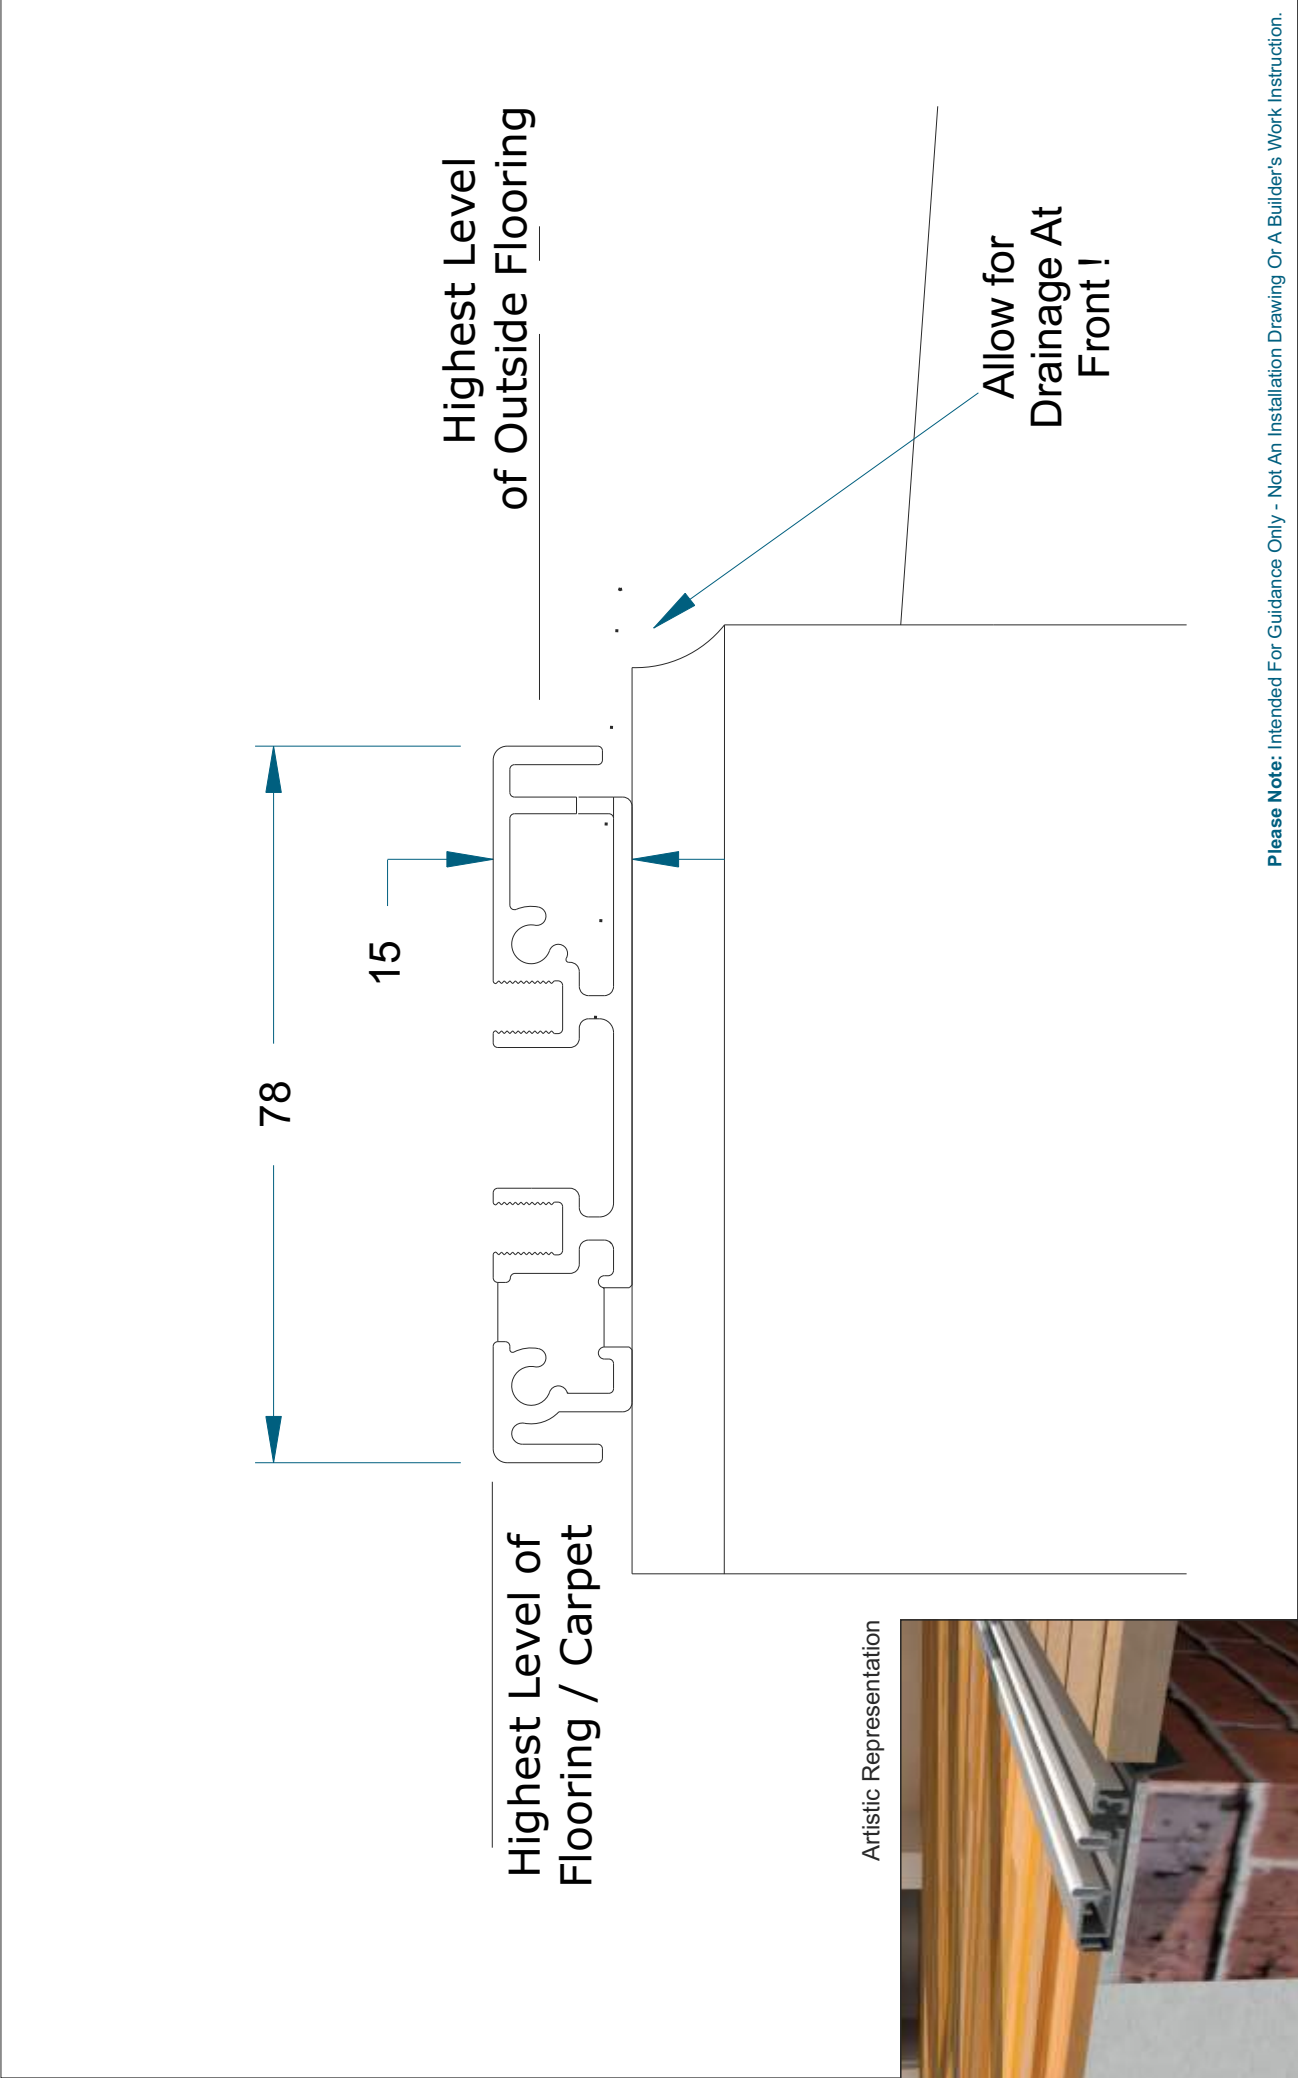 78
15
Highest Level
of Outside Flooring
Highest Level of
Flooring / Carpet
Allow for
Drainage At
Front !
Artistic Representation
Please Note: Intended For Guidance Only - Not An Installation Drawing Or A Builder's Work Instruction.